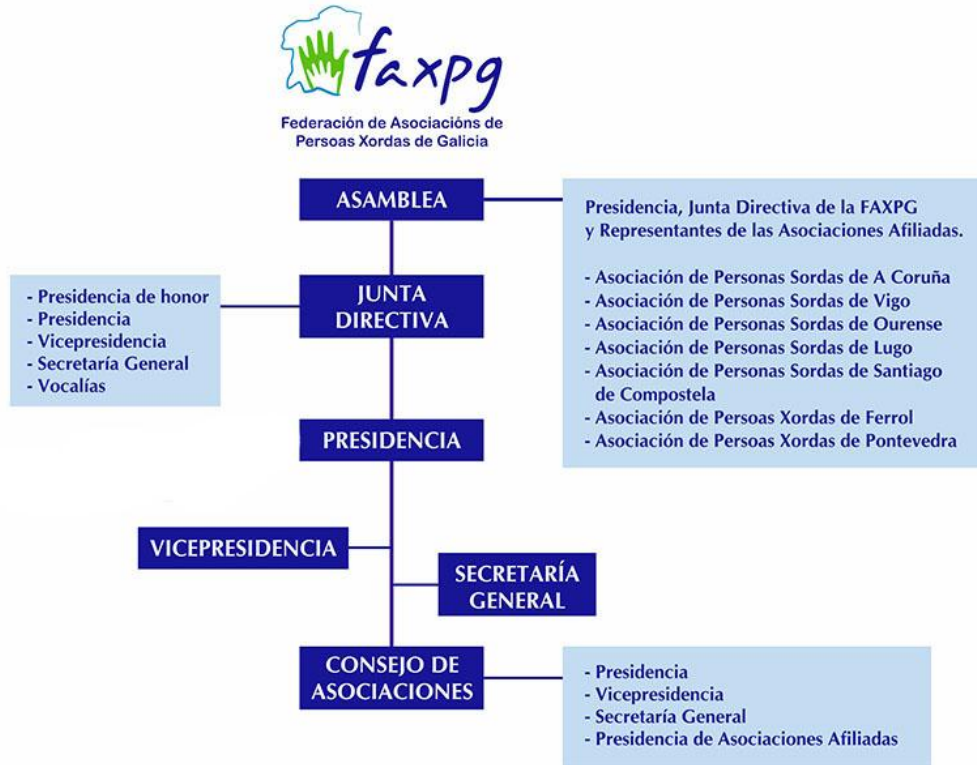 faxpg
Federación de Asociacións de
Persoas Xordas de Galicia
ASAMBLEA
Presidencia, Junta Directiva de la FAXPG
y Representantes de las Asociaciones Afiliadas.
- Asociación de Personas Sordas de A Coruña
- Asociación de Personas Sordas de Vigo
- Asociación de Personas Sordas de Ourense
- Asociación de Personas Sordas de Lugo
- Asociación de Personas Sordas de Santiago
de Compostela
- Asociación de Persoas Xordas de Ferrol
- Asociación de Persoas Xordas de Pontevedra
JUNTA
DIRECTIVA
- Presidencia de honor
- Presidencia
- Vicepresidencia
- Secretaría General
- Vocalías
PRESIDENCIA
VICEPRESIDENCIA
SECRETARÍA
GENERAL
CONSEJO DE
ASOCIACIONES
- Presidencia
- Vicepresidencia
- Secretaría General
- Presidencia de Asociaciones Afiliadas